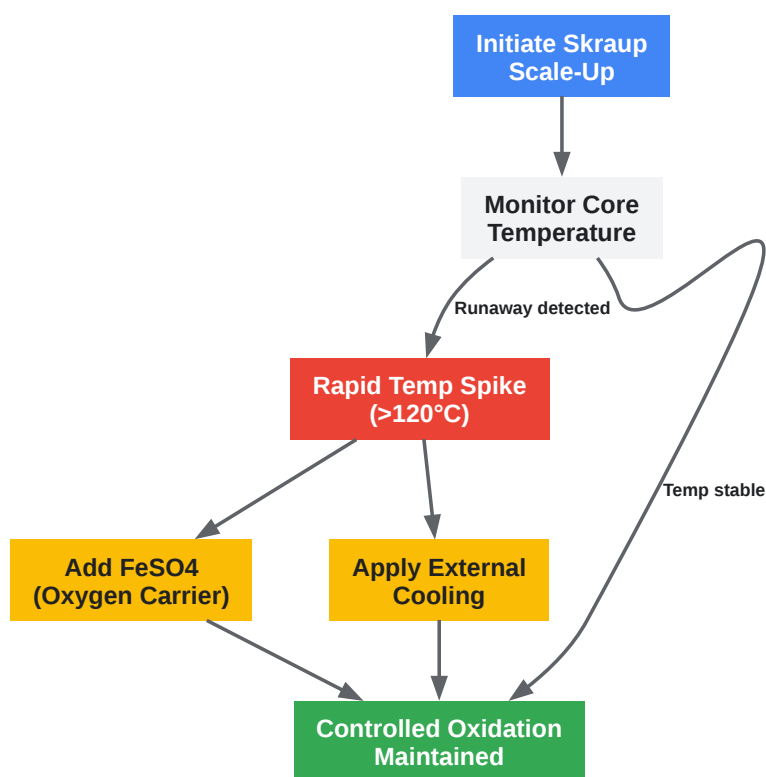 Initiate Skraup
Scale-Up
Monitor Core
Temperature
Runaway detected
Rapid Temp Spike
(>120°C)
Temp stable
Add FeSO4
(Oxygen Carrier)
Apply External
Cooling
Controlled Oxidation
Maintained